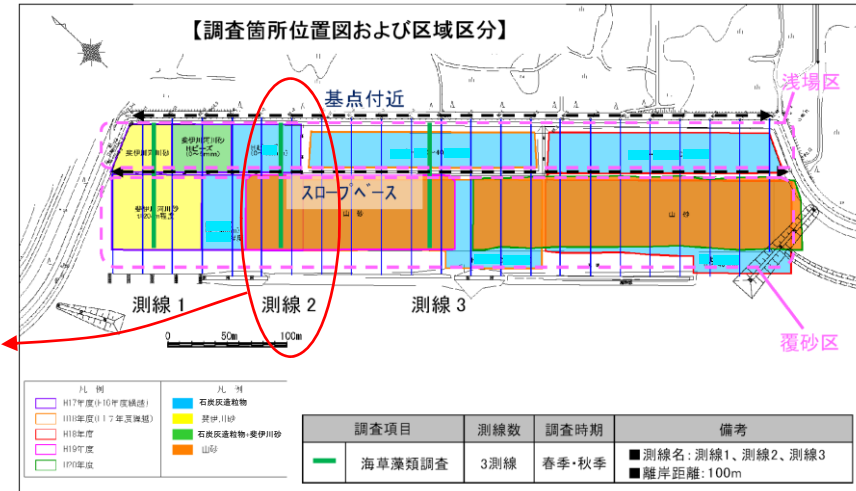 【調査箇所位置図および区域区分】
基点付近
浅場区
斐伊川河川砂
スロープベース
山砂
山砂
測線 1
測線 2
測線 3
覆砂区
0 50m 100m
凡 例
H18年度
H19年度
H20年度
凡 例
石炭灰造粒物
斐伊川砂
石炭灰造粒物+斐伊川砂
山砂
調査項目 測線数 調査時期 備考
海草藻類調査 3測線 春季・秋季 ■測線名:測線1、測線2、測線3
■離岸距離:100m